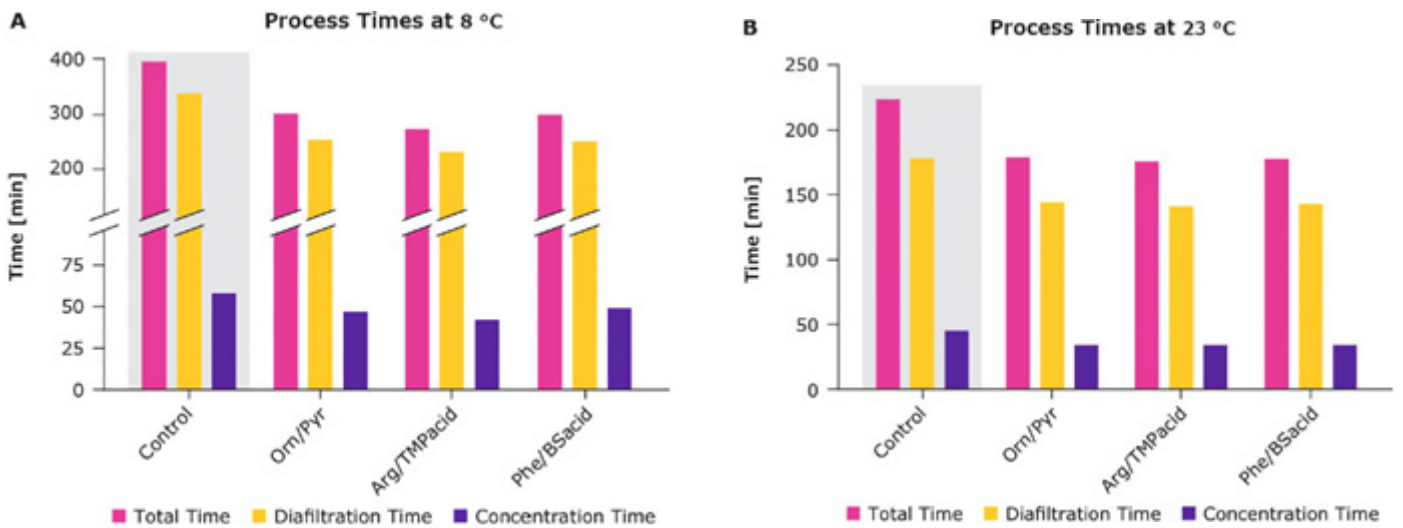 A
Process Times at 8 °C
Time [min]
400
300
200
75
50
25
0
Control
Orn/Pyr
Arg/TMPacid
Phe/BSacid
Total Time Diafiltration Time Concentration Time
B
Process Times at 23 °C
Time [min]
250
200
150
100
50
0
Control
Orn/Pyr
Arg/TMPacid
Phe/BSacid
Total Time Diafiltration Time Concentration Time